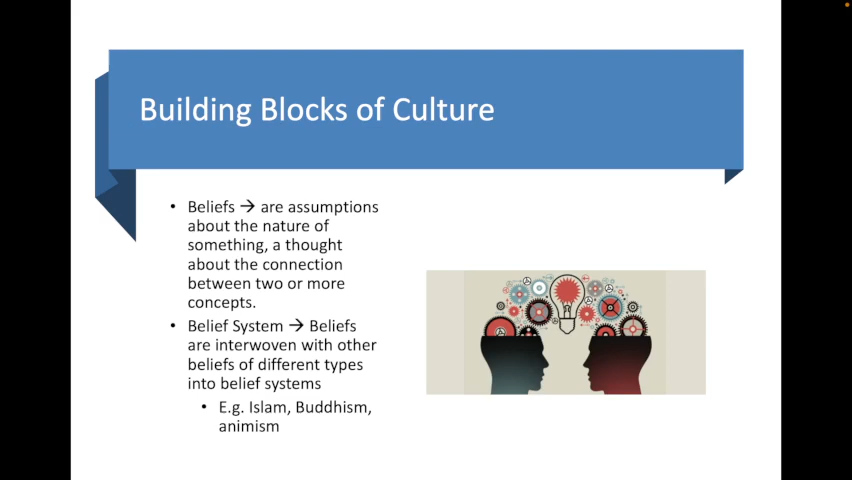 Building Blocks of Culture
• Beliefs → are assumptions
about the nature of
something, a thought
about the connection
between two or more
concepts.
• Belief System → Beliefs
are interwoven with other
beliefs of different types
into belief systems
• E.g. Islam, Buddhism,
animism